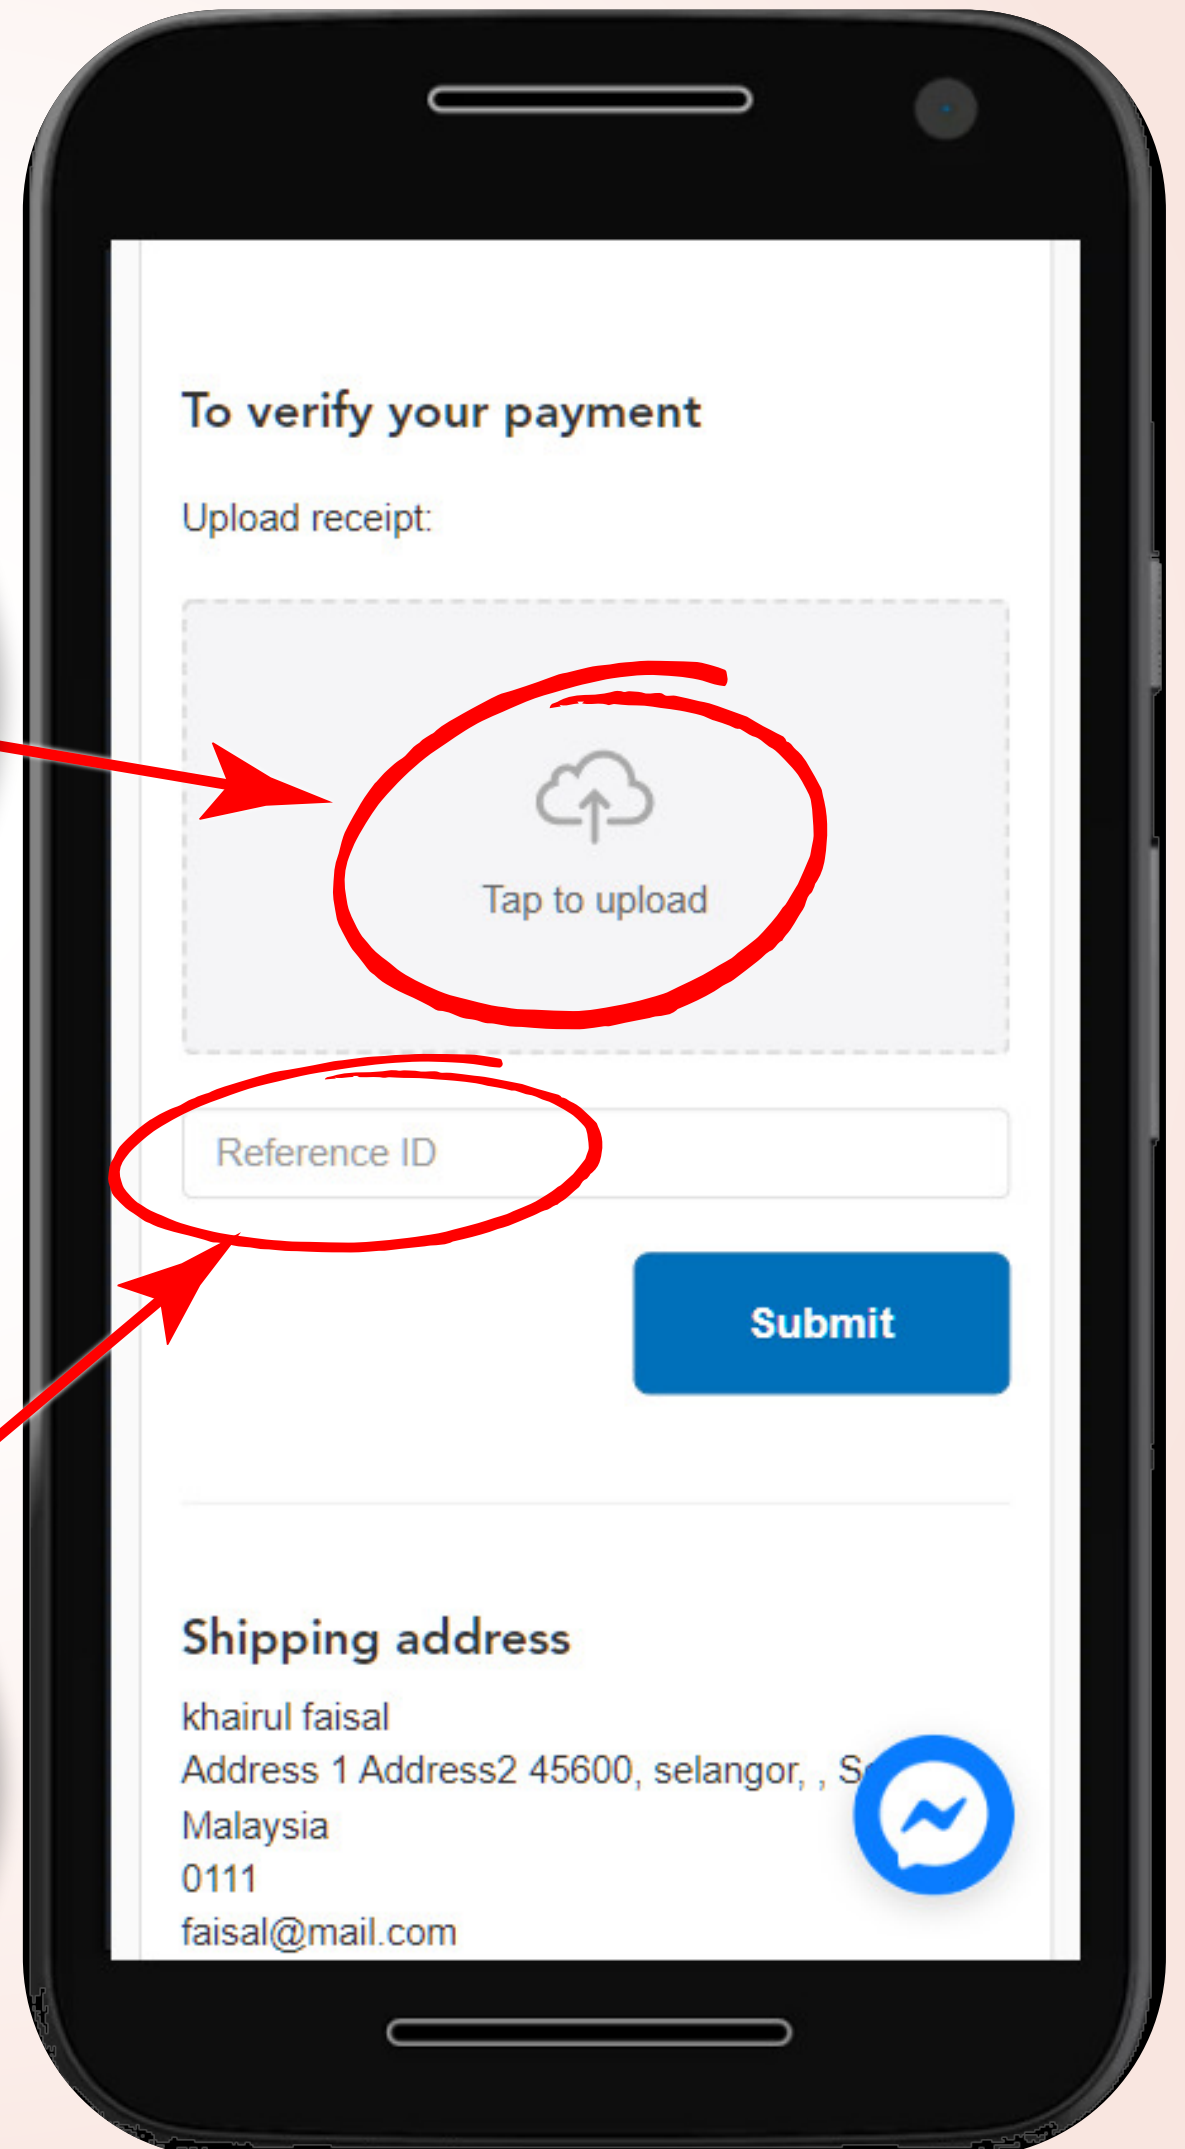 To verify your payment
Upload receipt:
Tap to upload
Reference ID
Submit
Shipping address
khairul faisal
Address 1 Address2 45600, selangor, ,
Malaysia
0111
faisal@mail.com